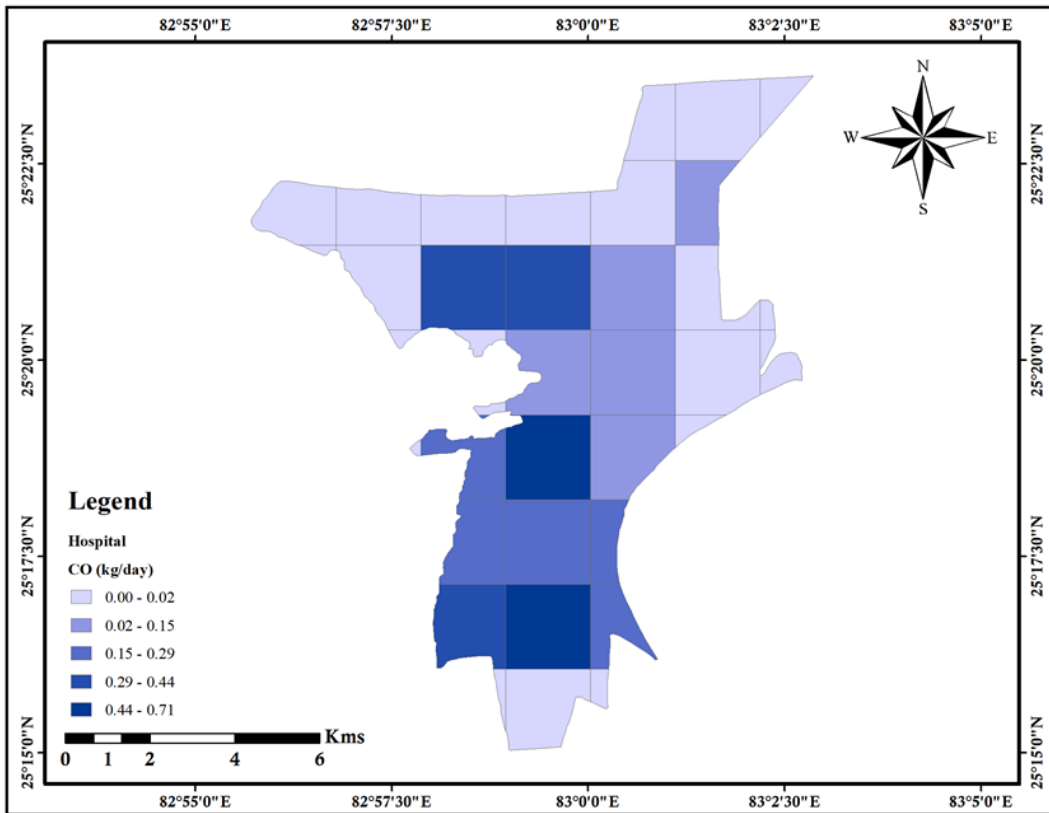 82°55'0"E 82°57'30"E 83°0'0"E 83°2'30"E 83°5'0"E
N
W E
S
25°22'30"N 25°22'30"N
25°20'0"N 25°20'0"N
25°17'30"N 25°17'30"N
25°15'0"N 25°15'0"N
Legend
Hospital
CO (kg/day)
0.00 - 0.02
0.02 - 0.15
0.15 - 0.29
0.29 - 0.44
0.44 - 0.71
Kms
0 1 2 4 6
82°55'0"E 82°57'30"E 83°0'0"E 83°2'30"E 83°5'0"E